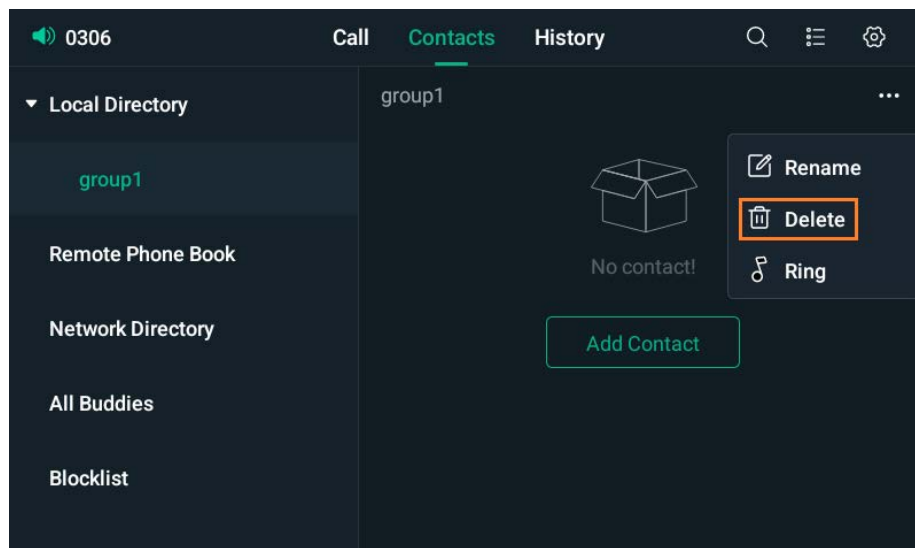 0306
Call Contacts History
Local Directory
group1
Remote Phone Book
Network Directory
All Buddies
Blocklist
group1
No contact!
Add Contact
Rename
Delete
Ring